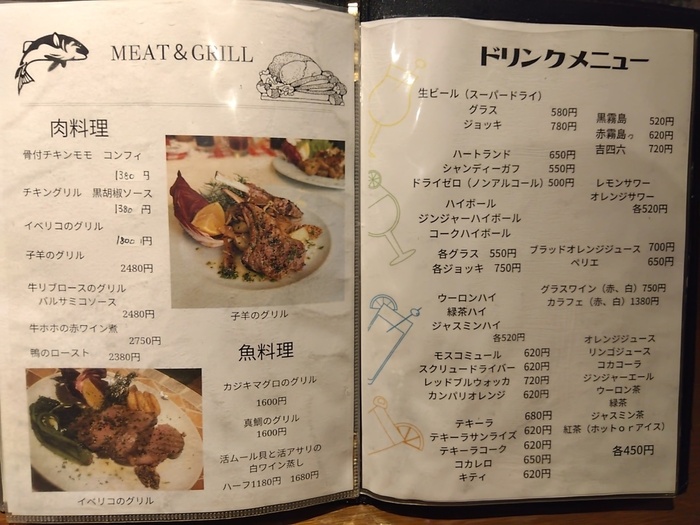 MEAT&GRILL
肉料理
骨付チキンモモ コンフィ
1380 円
チキングリル 黒胡椒ソース
1380 円
イベリコのグリル
1800 円
子羊のグリル
2480円
牛リブロースのグリル
バルサミコソース
2480円
牛ホホの赤ワイン煮
2750円
鴨のロースト 2380円
イベリコのグリル
子羊のグリル
魚料理
カジキマグロのグリル
1600円
真鯛のグリル
1600円
活ムール貝と活アサリの
白ワイン蒸し
ハーフ1180円 1680円
ドリンクメニュー
生ビール（スーパードライ）
グラス 580円
ジョッキ 780円
ハートランド 650円
シャンディーガフ 550円
ドライゼロ（ノンアルコール）500円
ハイボール
ジンジャーハイボール
コークハイボール
各グラス 550円
各ジョッキ 750円
ウーロンハイ
緑茶ハイ
ジャスミンハイ
各520円
モスコミュール 620円
スクリュードライバー 620円
レッドブルウォッカ 720円
カンパリオレンジ 620円
テキーラ 680円
テキーラサンライズ 620円
テキーラコーク 620円
コカレロ 650円
キティ 620円
黒霧島 520円
赤霧島っ 620円
吉四六 720円
レモンサワー
オレンジサワー
各520円
ブラッドオレンジジュース 700円
ペリエ 650円
グラスワイン（赤、白）750円
カラフェ（赤、白）1380円
オレンジジュース
リンゴジュース
コカコーラ
ジンジャーエール
ウーロン茶
緑茶
ジャスミン茶
紅茶（ホットｏｒアイス）
各450円